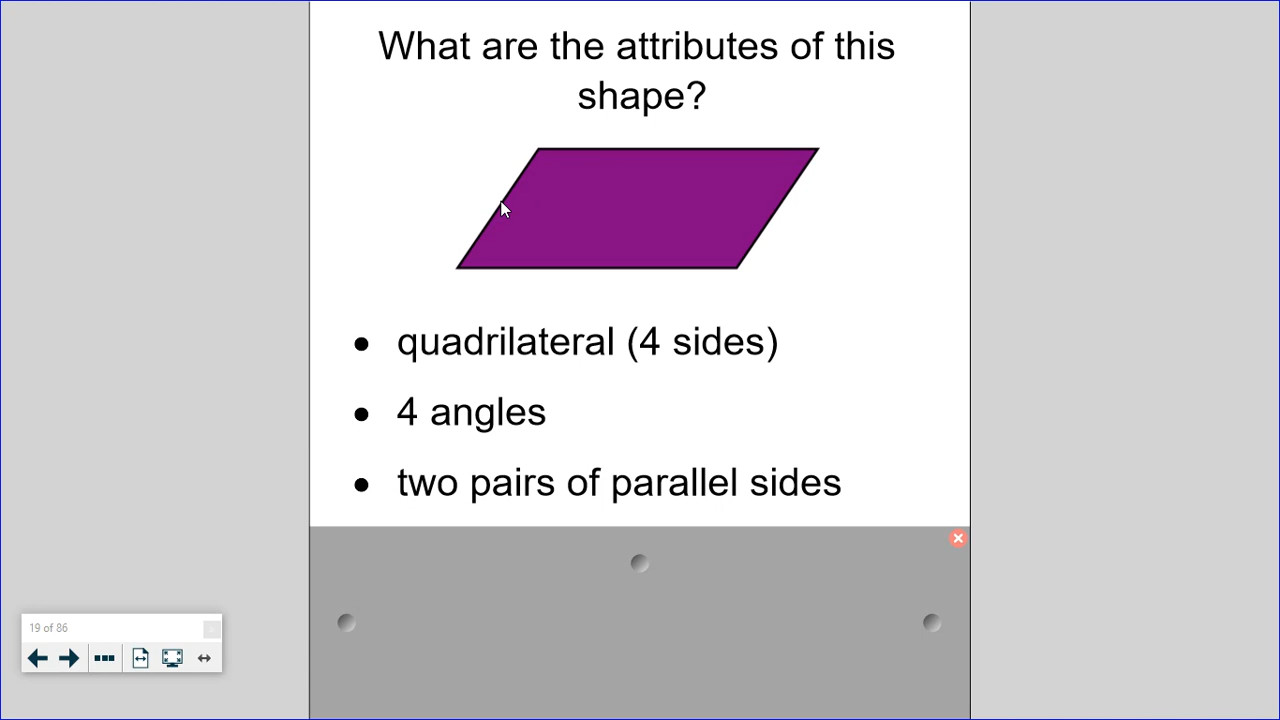 What are the attributes of this
shape?
• quadrilateral (4 sides)
• 4 angles
• two pairs of parallel sides
19 of 86